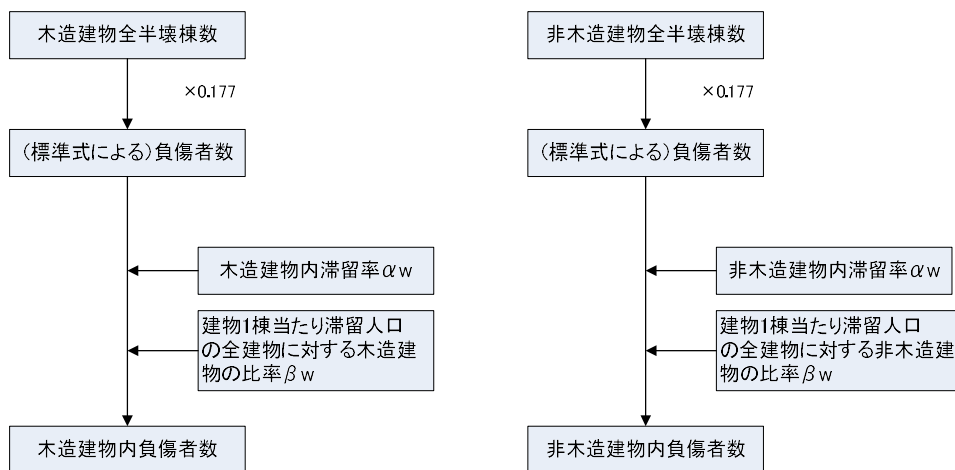 木造建物全半壊棟数
×0.177
(標準式による)負傷者数
木造建物内滞留率αw
建物1棟当たり滞留人口
の全建物に対する木造建
物の比率βw
木造建物内負傷者数
非木造建物全半壊棟数
×0.177
(標準式による)負傷者数
非木造建物内滞留率αw
建物1棟当たり滞留人口
の全建物に対する非木造建
物の比率βw
非木造建物内負傷者数